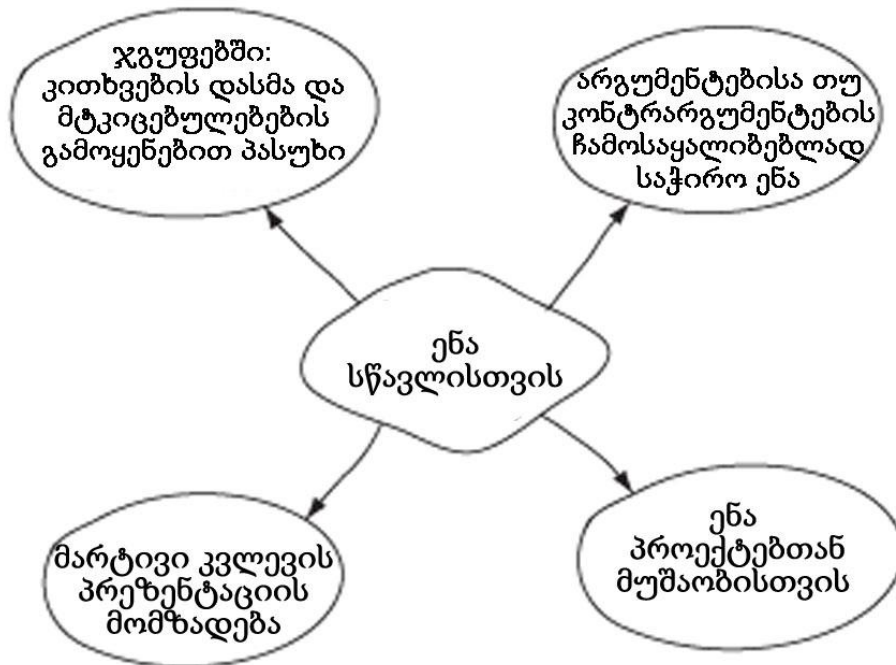 ჯგუფებში:
კითხვების დასმა და
მტკიცებულებების
გამოყენებით პასუხი
არგუმენტებისა თუ
კონტრარგუმენტების
ჩამოსაყალიბებლად
საჭირო ენა
ენა
სწავლისთვის
მარტივი კვლევის
პრეზენტაციის
მომზადება
ენა
პროექტებთან
მუშაობისთვის